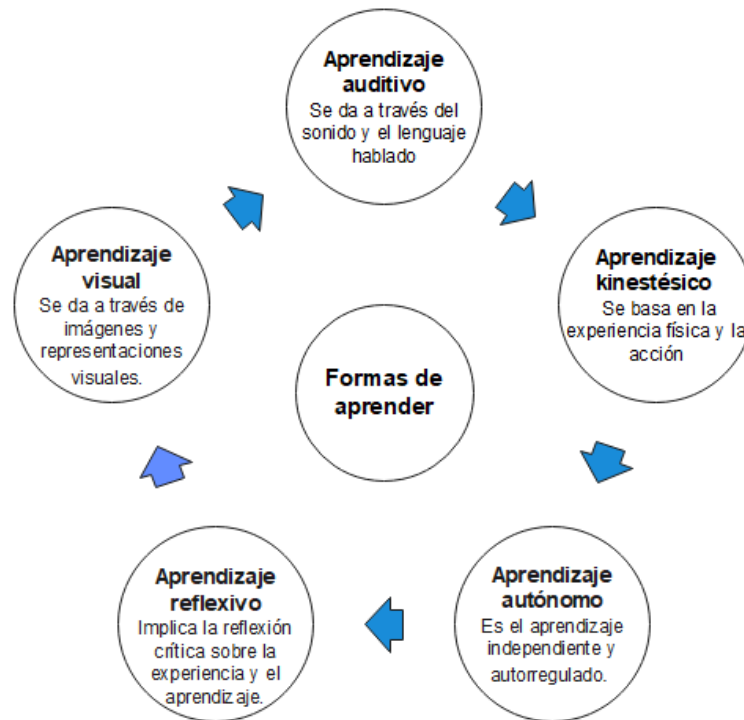 Aprendizaje
auditivo
Se da a través del
sonido y el lenguaje
hablado
Aprendizaje
kinestésico
Se basa en la
experiencia física y la
acción
Aprendizaje
autónomo
Es el aprendizaje
independiente y
autorregulado.
Aprendizaje
reflexivo
Implica la reflexión
crítica sobre la
experiencia y el
aprendizaje.
Aprendizaje
visual
Se da a través de
imágenes y
representaciones
visuales.
Formas de
aprender